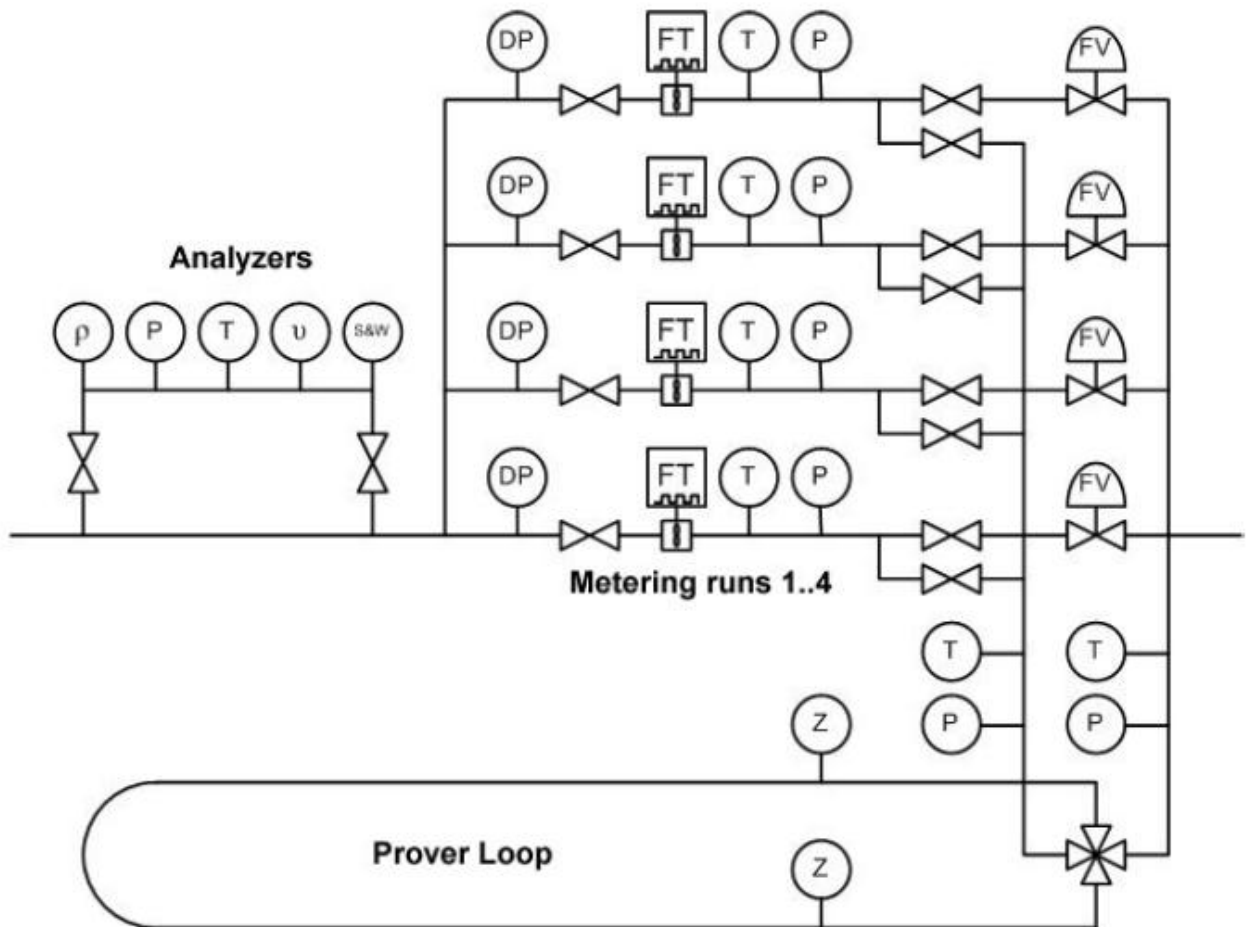 DP FT T P FV
DP FT T P FV
Analyzers
ρ P T υ S&W
DP FT T P FV
DP FT T P FV
Metering runs 1..4
T T
Z P P
Prover Loop
Z